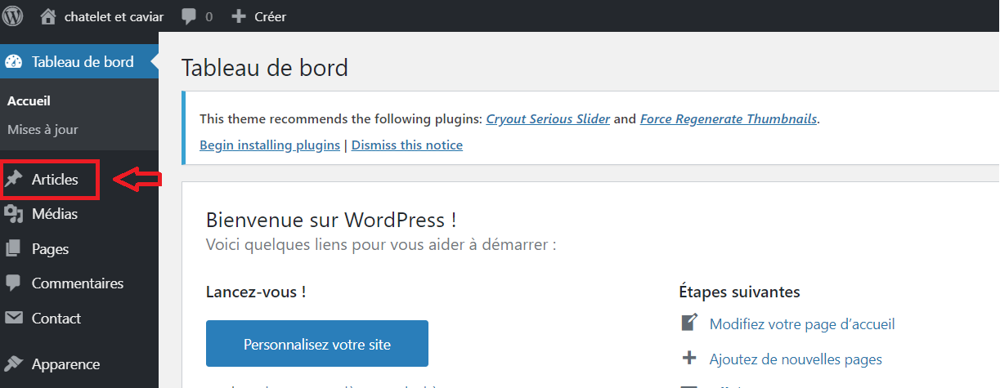 chatelet et caviar 0 Créer
Tableau de bord
Accueil
Mises à jour
Articles
Médias
Pages
Commentaires
Contact
Apparence
Tableau de bord
This theme recommends the following plugins: Cryout Serious Slider and Force Regenerate Thumbnails.
Begin installing plugins | Dismiss this notice
Bienvenue sur WordPress !
Voici quelques liens pour vous aider à démarrer :
Lancez-vous !
Personnalisez votre site
Étapes suivantes
Modifiez votre page d’accueil
Ajoutez de nouvelles pages